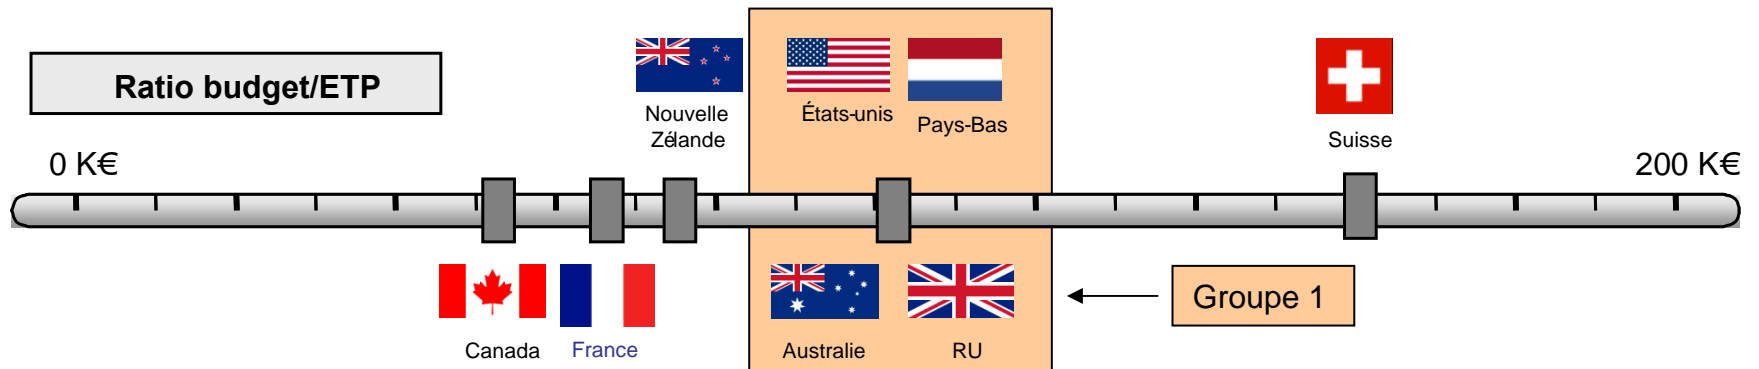 Ratio budget/ETP
Nouvelle
Zélande
États-unis
Pays-Bas
Suisse
0 K€
200 K€
Canada
France
Australie
RU
Groupe 1